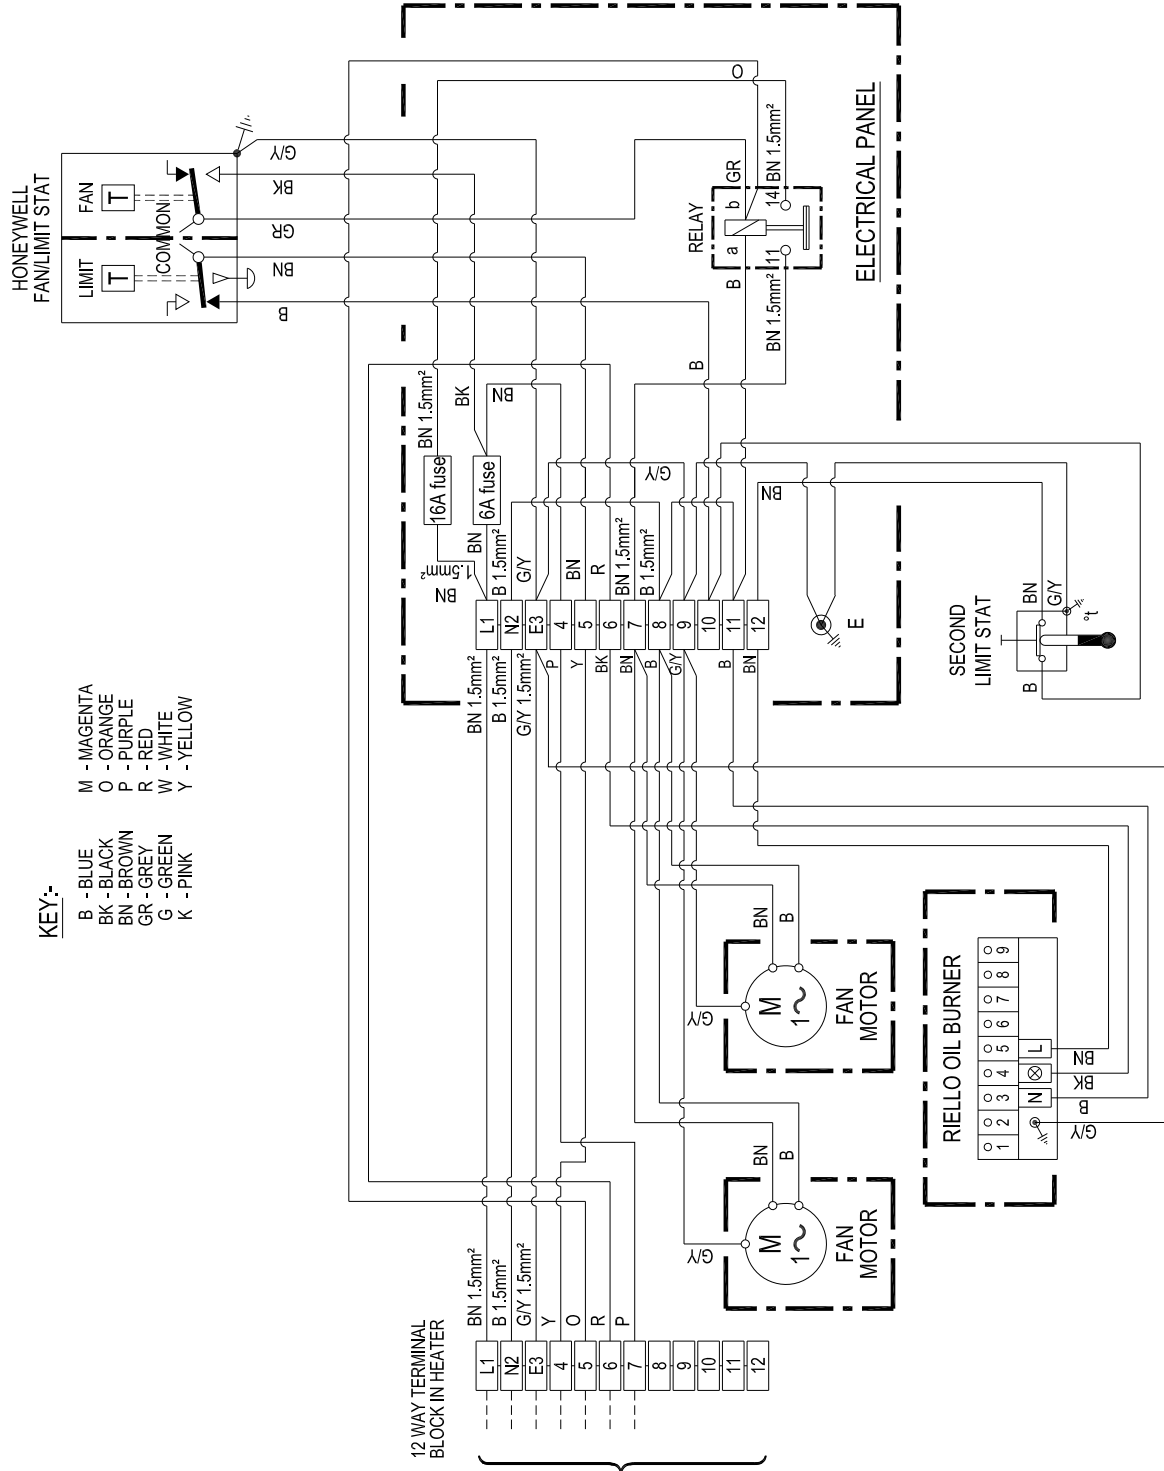 HONEYWELL
FAN/LIMIT STAT
LIMIT
FAN
T
T
COMMON
B
BN
GR
BK
G/Y
O
ELECTRICAL PANEL
RELAY
a
b
11
14
B
GR
BN 1.5mm²
BN 1.5mm²
B
BN 1.5mm²
16A fuse
BK
6A fuse
BN
BN
1.5mm²
BN
B 1.5mm²
G/Y
BN
R
BN 1.5mm²
B 1.5mm²
G/Y
BN
L1
N2
E3
4
5
6
7
8
9
10
11
12
BN 1.5mm²
B 1.5mm²
G/Y 1.5mm²
P
Y
BK
BN
B
G/Y
B
BN
E
SECOND
LIMIT STAT
B
BN
G/Y
°t
KEY:-
B - BLUE
BK - BLACK
BN - BROWN
GR - GREY
G - GREEN
K - PINK
M - MAGENTA
O - ORANGE
P - PURPLE
R - RED
W - WHITE
Y - YELLOW
BN
B
G/Y
M
1
FAN
MOTOR
BN
B
G/Y
M
1
FAN
MOTOR
RIELLO OIL BURNER
1
2
3
4
5
6
7
8
9
N
L
G/Y
B
BK
BN
12 WAY TERMINAL
BLOCK IN HEATER
BN 1.5mm²
B 1.5mm²
G/Y 1.5mm²
Y
O
R
P
L1
N2
E3
4
5
6
7
8
9
10
11
12